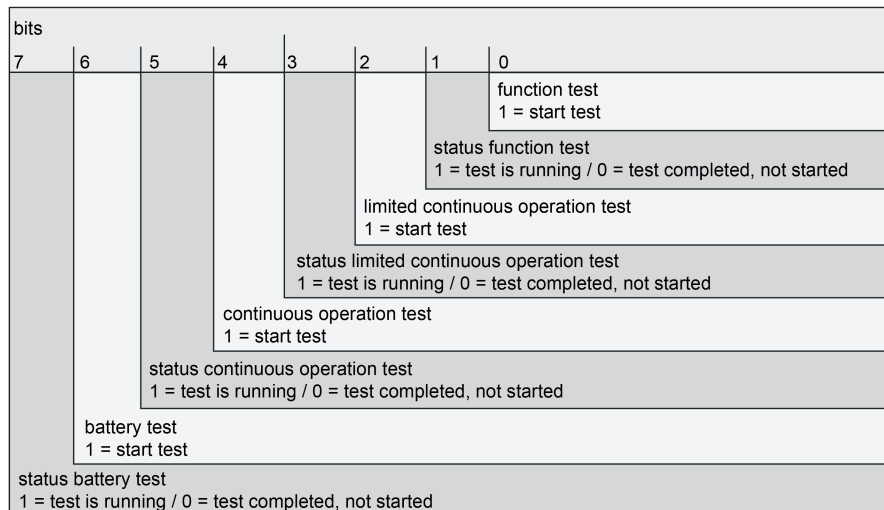 bits
7 6 5 4 3 2 1 0
function test
1 = start test
status function test
1 = test is running / 0 = test completed, not started
limited continuous operation test
1 = start test
status limited continuous operation test
1 = test is running / 0 = test completed, not started
continuous operation test
1 = start test
status continuous operation test
1 = test is running / 0 = test completed, not started
battery test
1 = start test
status battery test
1 = test is running / 0 = test completed, not started